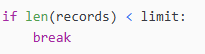 if len(records) < limit:
    break